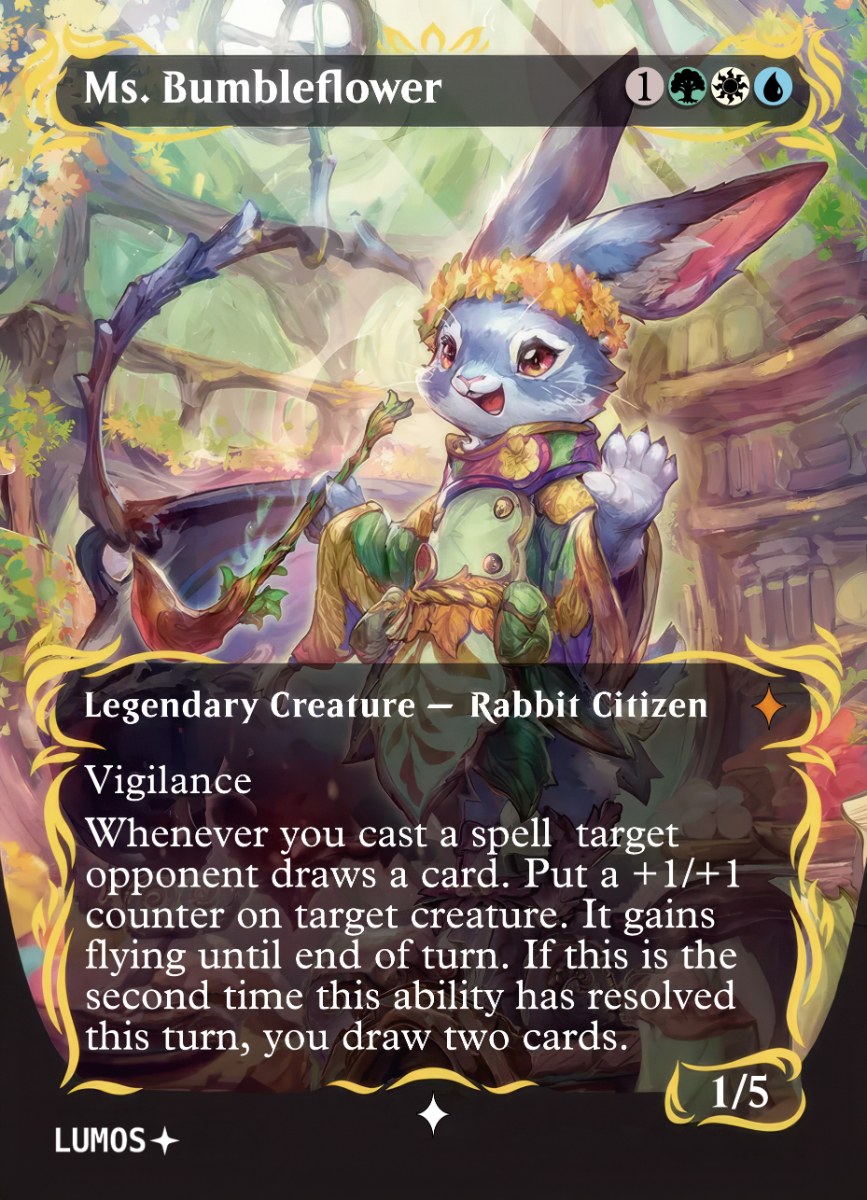 Ms. Bumbleflower 1
Legendary Creature — Rabbit Citizen
Vigilance
Whenever you cast a spell  target
opponent draws a card. Put a +1/+1
counter on target creature. It gains
flying until end of turn. If this is the
second time this ability has resolved
this turn, you draw two cards.
1/5
LUMOS